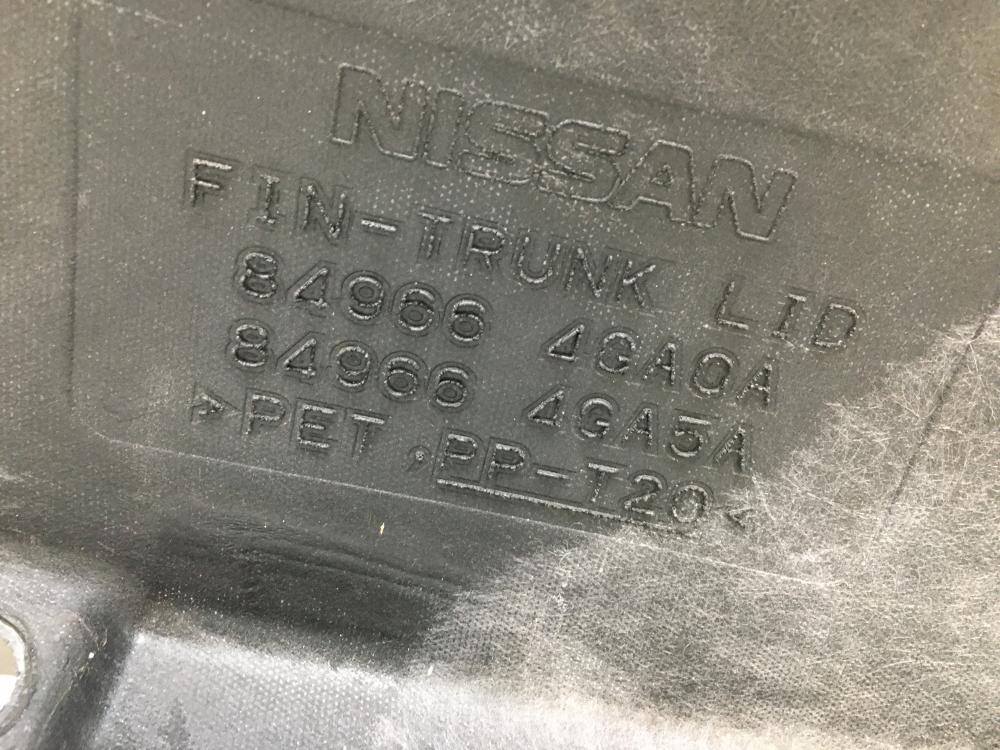 NISSAN
FIN-TRUNK LID
84966 4GA0A
84966 4GA5A
>PET,PP-T20<